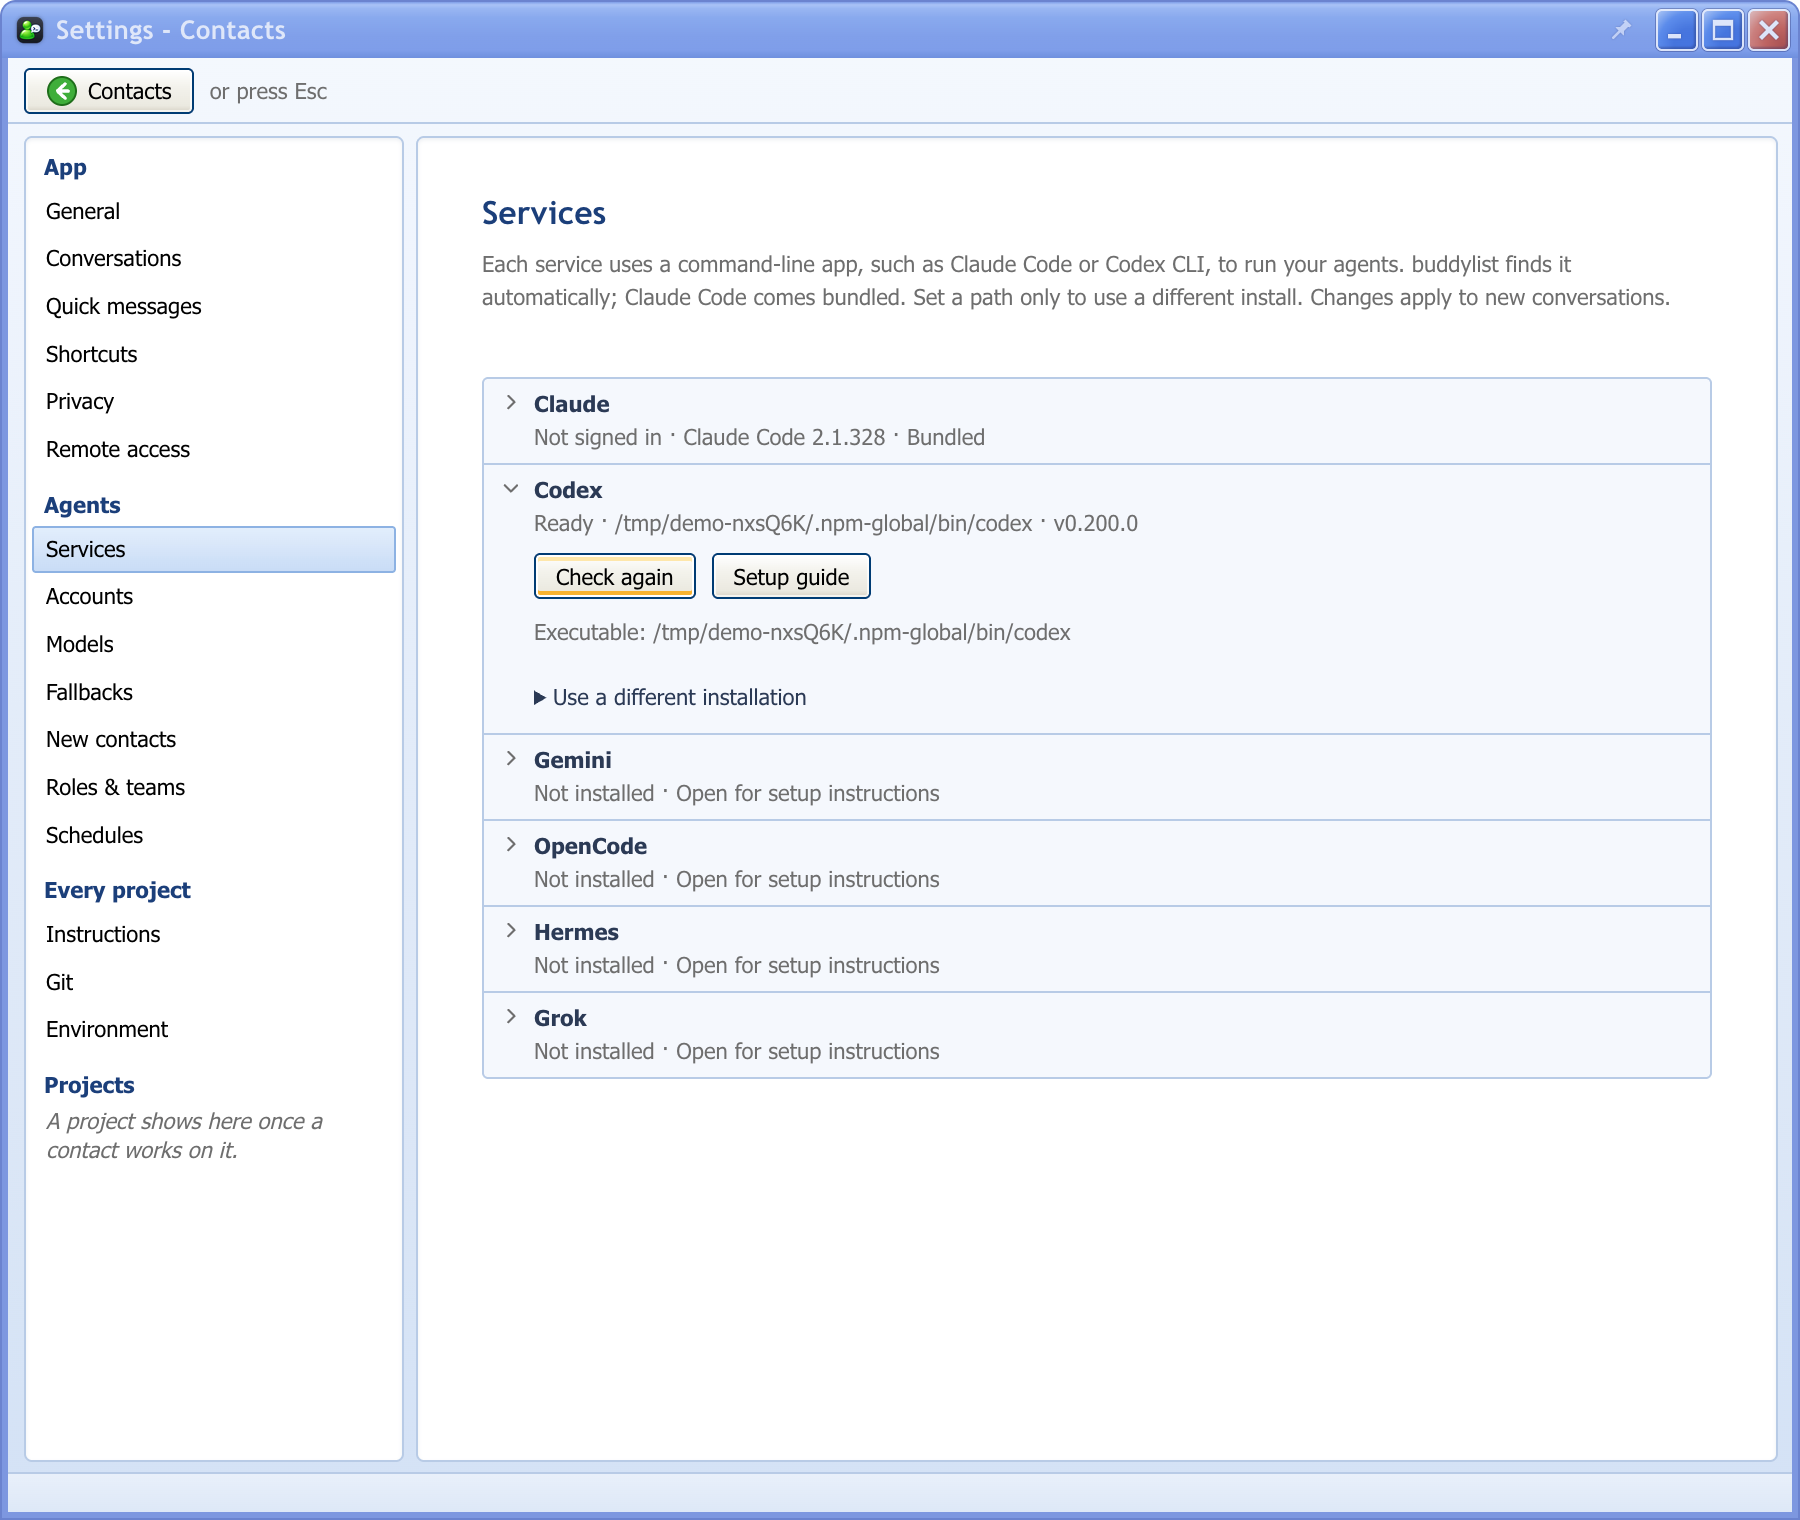 Settings - Contacts
Contacts
or press Esc
App
General
Conversations
Quick messages
Shortcuts
Privacy
Remote access
Agents
Services
Accounts
Models
Fallbacks
New contacts
Roles & teams
Schedules
Every project
Instructions
Git
Environment
Projects
A project shows here once a
contact works on it.
Services
Each service uses a command-line app, such as Claude Code or Codex CLI, to run your agents. buddylist finds it
automatically; Claude Code comes bundled. Set a path only to use a different install. Changes apply to new conversations.
Claude
Not signed in · Claude Code 2.1.328 · Bundled
Codex
Ready · /tmp/demo-nxsQ6K/.npm-global/bin/codex · v0.200.0
Check again
Setup guide
Executable: /tmp/demo-nxsQ6K/.npm-global/bin/codex
Use a different installation
Gemini
Not installed · Open for setup instructions
OpenCode
Not installed · Open for setup instructions
Hermes
Not installed · Open for setup instructions
Grok
Not installed · Open for setup instructions